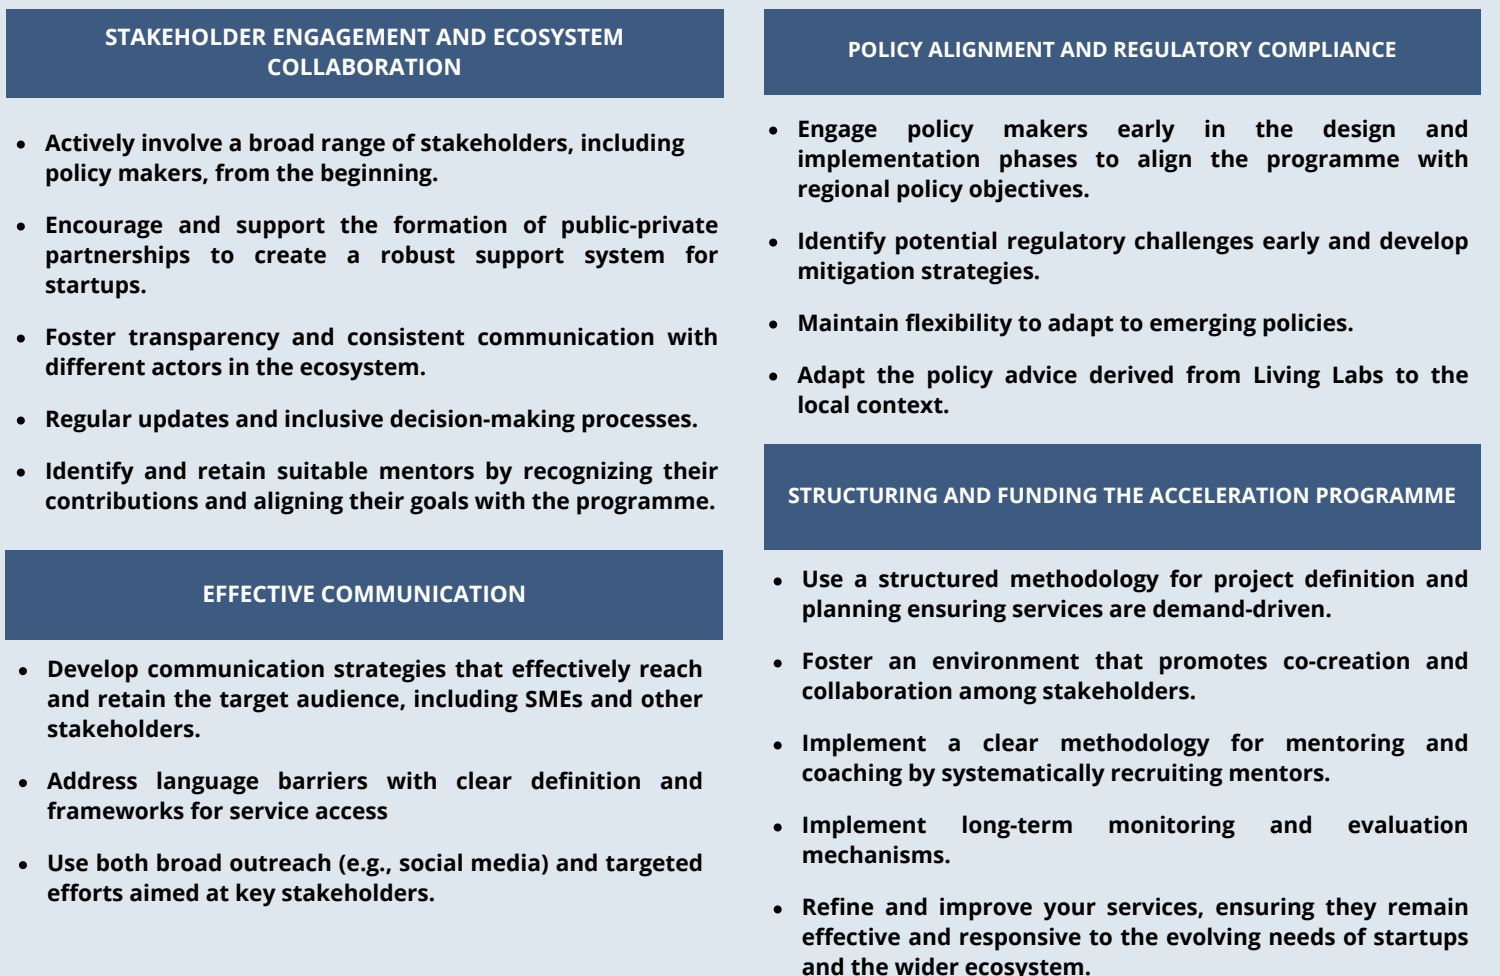 STAKEHOLDER ENGAGEMENT AND ECOSYSTEM
COLLABORATION
• Actively involve a broad range of stakeholders, including
policy makers, from the beginning.
• Encourage and support the formation of public-private
partnerships to create a robust support system for
startups.
• Foster transparency and consistent communication with
different actors in the ecosystem.
• Regular updates and inclusive decision-making processes.
• Identify and retain suitable mentors by recognizing their
contributions and aligning their goals with the programme.
EFFECTIVE COMMUNICATION
• Develop communication strategies that effectively reach
and retain the target audience, including SMEs and other
stakeholders.
• Address language barriers with clear definition and
frameworks for service access
• Use both broad outreach (e.g., social media) and targeted
efforts aimed at key stakeholders.
POLICY ALIGNMENT AND REGULATORY COMPLIANCE
• Engage policy makers early in the design and
implementation phases to align the programme with
regional policy objectives.
• Identify potential regulatory challenges early and develop
mitigation strategies.
• Maintain flexibility to adapt to emerging policies.
• Adapt the policy advice derived from Living Labs to the
local context.
STRUCTURING AND FUNDING THE ACCELERATION PROGRAMME
• Use a structured methodology for project definition and
planning ensuring services are demand-driven.
• Foster an environment that promotes co-creation and
collaboration among stakeholders.
• Implement a clear methodology for mentoring and
coaching by systematically recruiting mentors.
• Implement long-term monitoring and evaluation
mechanisms.
• Refine and improve your services, ensuring they remain
effective and responsive to the evolving needs of startups
and the wider ecosystem.